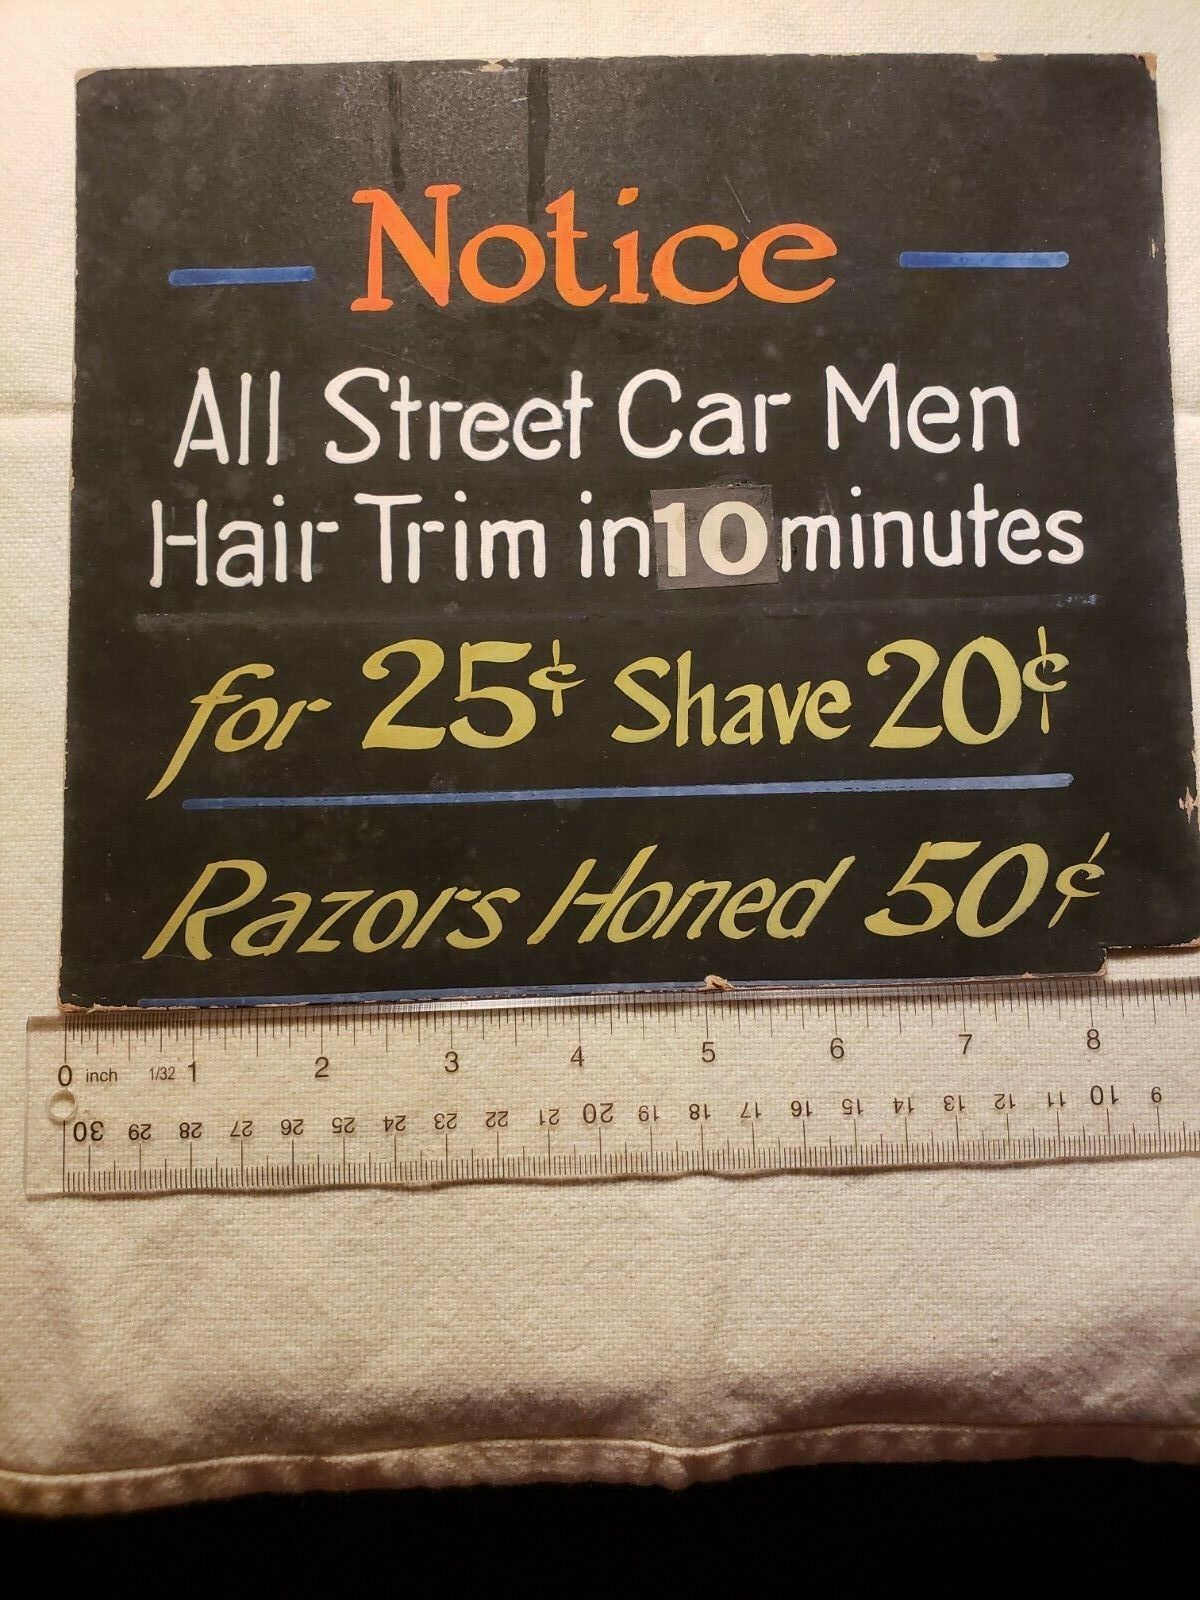 Notice
All Street Car Men
Hair Trim in 10 minutes
for 25¢ Shave 20¢
Razors Honed 50¢
0 inch 1/32 1 2 3 4 5 6 7 8
30 29 28 27 26 25 24 23 22 21 20 19 18 17 16 15 14 13 12 11 10 9